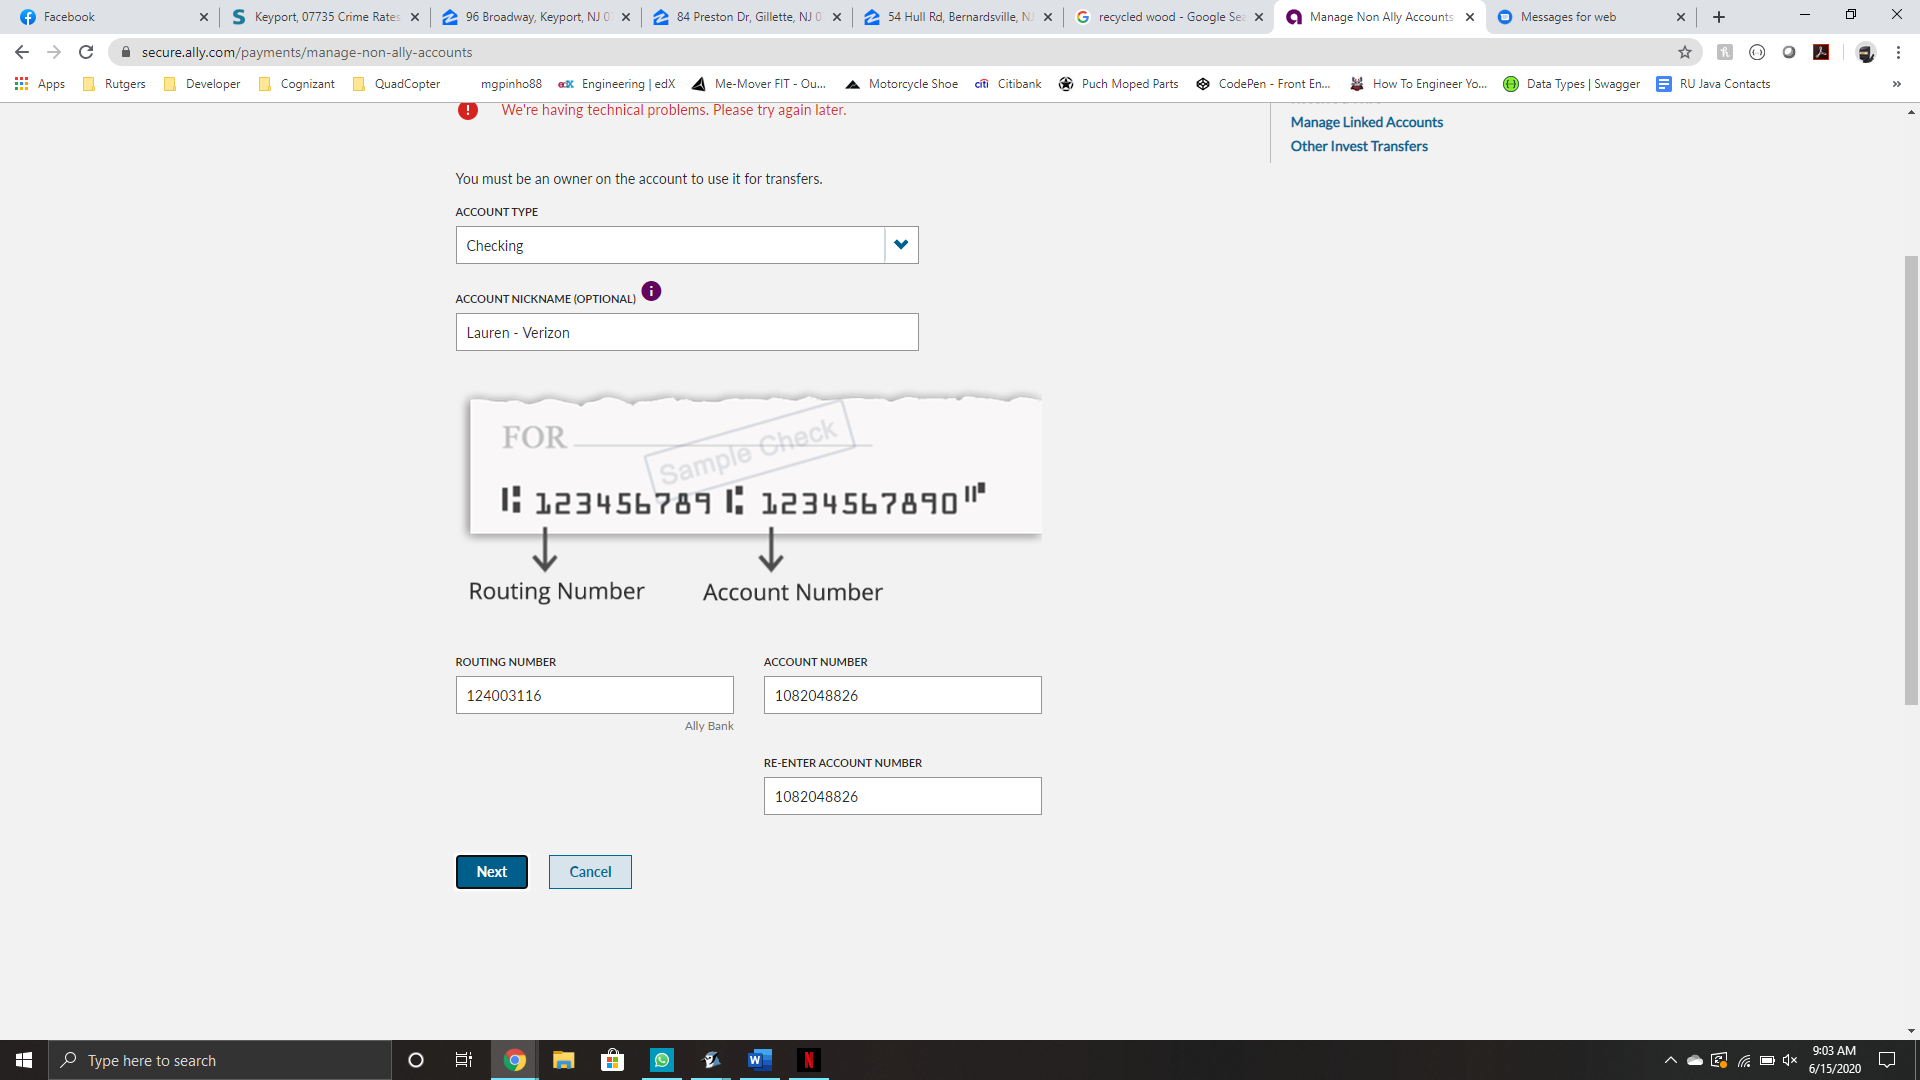 Facebook
Keyport, 07735 Crime Rates
96 Broadway, Keyport, NJ 0
84 Preston Dr, Gillette, NJ 0
54 Hull Rd, Bernardsville, N
recycled wood - Google Sea
Manage Non Ally Accounts
Messages for web
secure.ally.com/payments/manage-non-ally-accounts
Apps
Rutgers
Developer
Cognizant
QuadCopter
mgpinho88
edX Engineering | edX
Me-Mover FIT - Ou...
Motorcycle Shoe
citi Citibank
Puch Moped Parts
CodePen - Front En...
How To Engineer Yo...
Data Types | Swagger
RU Java Contacts
»
We're having technical problems. Please try again later.
Manage Linked Accounts
Other Invest Transfers
You must be an owner on the account to use it for transfers.
ACCOUNT TYPE
Checking
ACCOUNT NICKNAME (OPTIONAL) i
Lauren - Verizon
FOR
Sample Check
123456789 1234567890
Routing Number
Account Number
ROUTING NUMBER
124003116
Ally Bank
ACCOUNT NUMBER
1082048826
RE-ENTER ACCOUNT NUMBER
1082048826
Next
Cancel
Type here to search
9:03 AM
6/15/2020